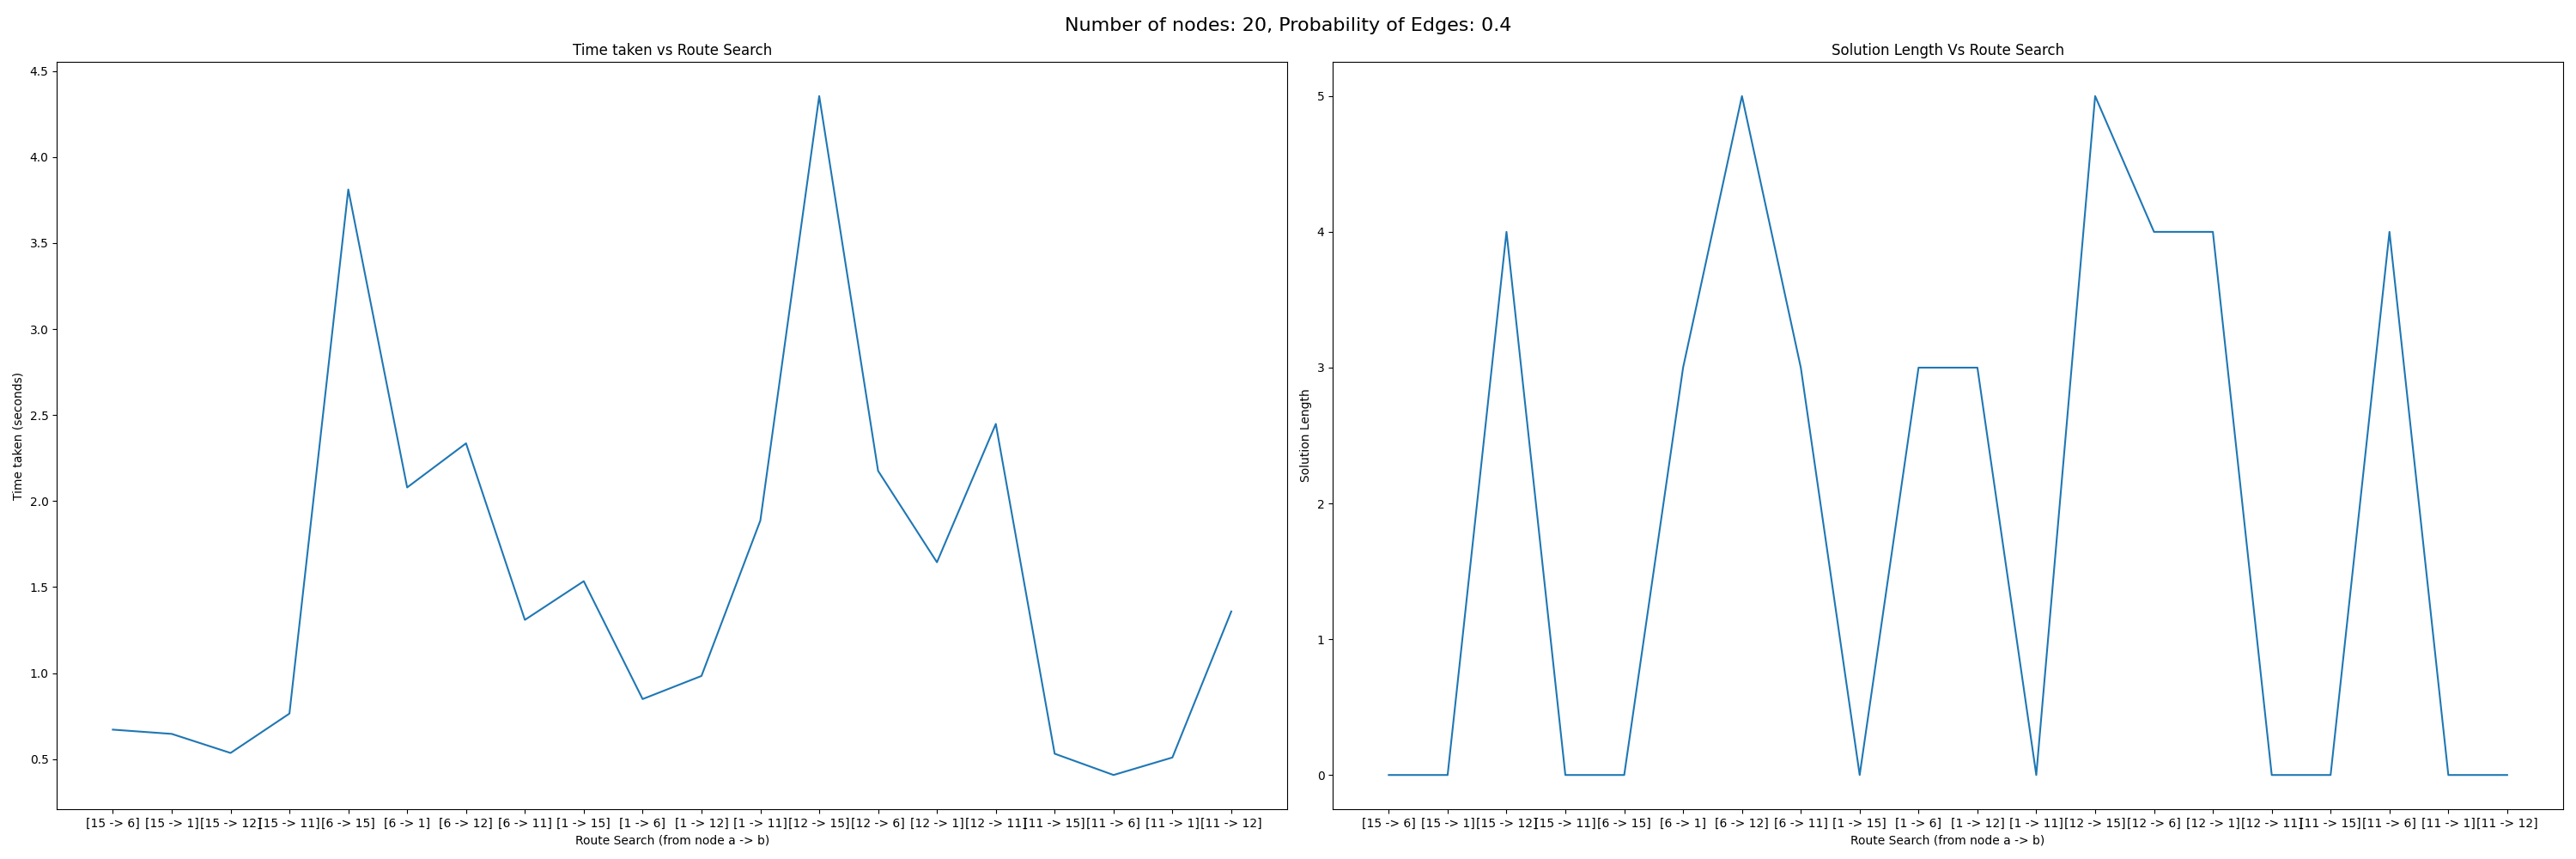 Number of nodes: 20, Probability of Edges: 0.4
Time taken vs Route Search
4.5
4.0
3.5
3.0
2.5
2.0
1.5
1.0
0.5
Time taken (seconds)
[15 -> 6] [15 -> 1] [15 -> 12] [15 -> 11] [6 -> 15] [6 -> 1] [6 -> 12] [6 -> 11] [1 -> 15] [1 -> 6] [1 -> 12] [1 -> 11] [12 -> 15] [12 -> 6] [12 -> 1] [12 -> 11] [11 -> 15] [11 -> 6] [11 -> 1] [11 -> 12]
Route Search (from node a -> b)
Solution Length Vs Route Search
5
4
3
2
1
0
Solution Length
[15 -> 6] [15 -> 1] [15 -> 12] [15 -> 11] [6 -> 15] [6 -> 1] [6 -> 12] [6 -> 11] [1 -> 15] [1 -> 6] [1 -> 12] [1 -> 11] [12 -> 15] [12 -> 6] [12 -> 1] [12 -> 11] [11 -> 15] [11 -> 6] [11 -> 1] [11 -> 12]
Route Search (from node a -> b)